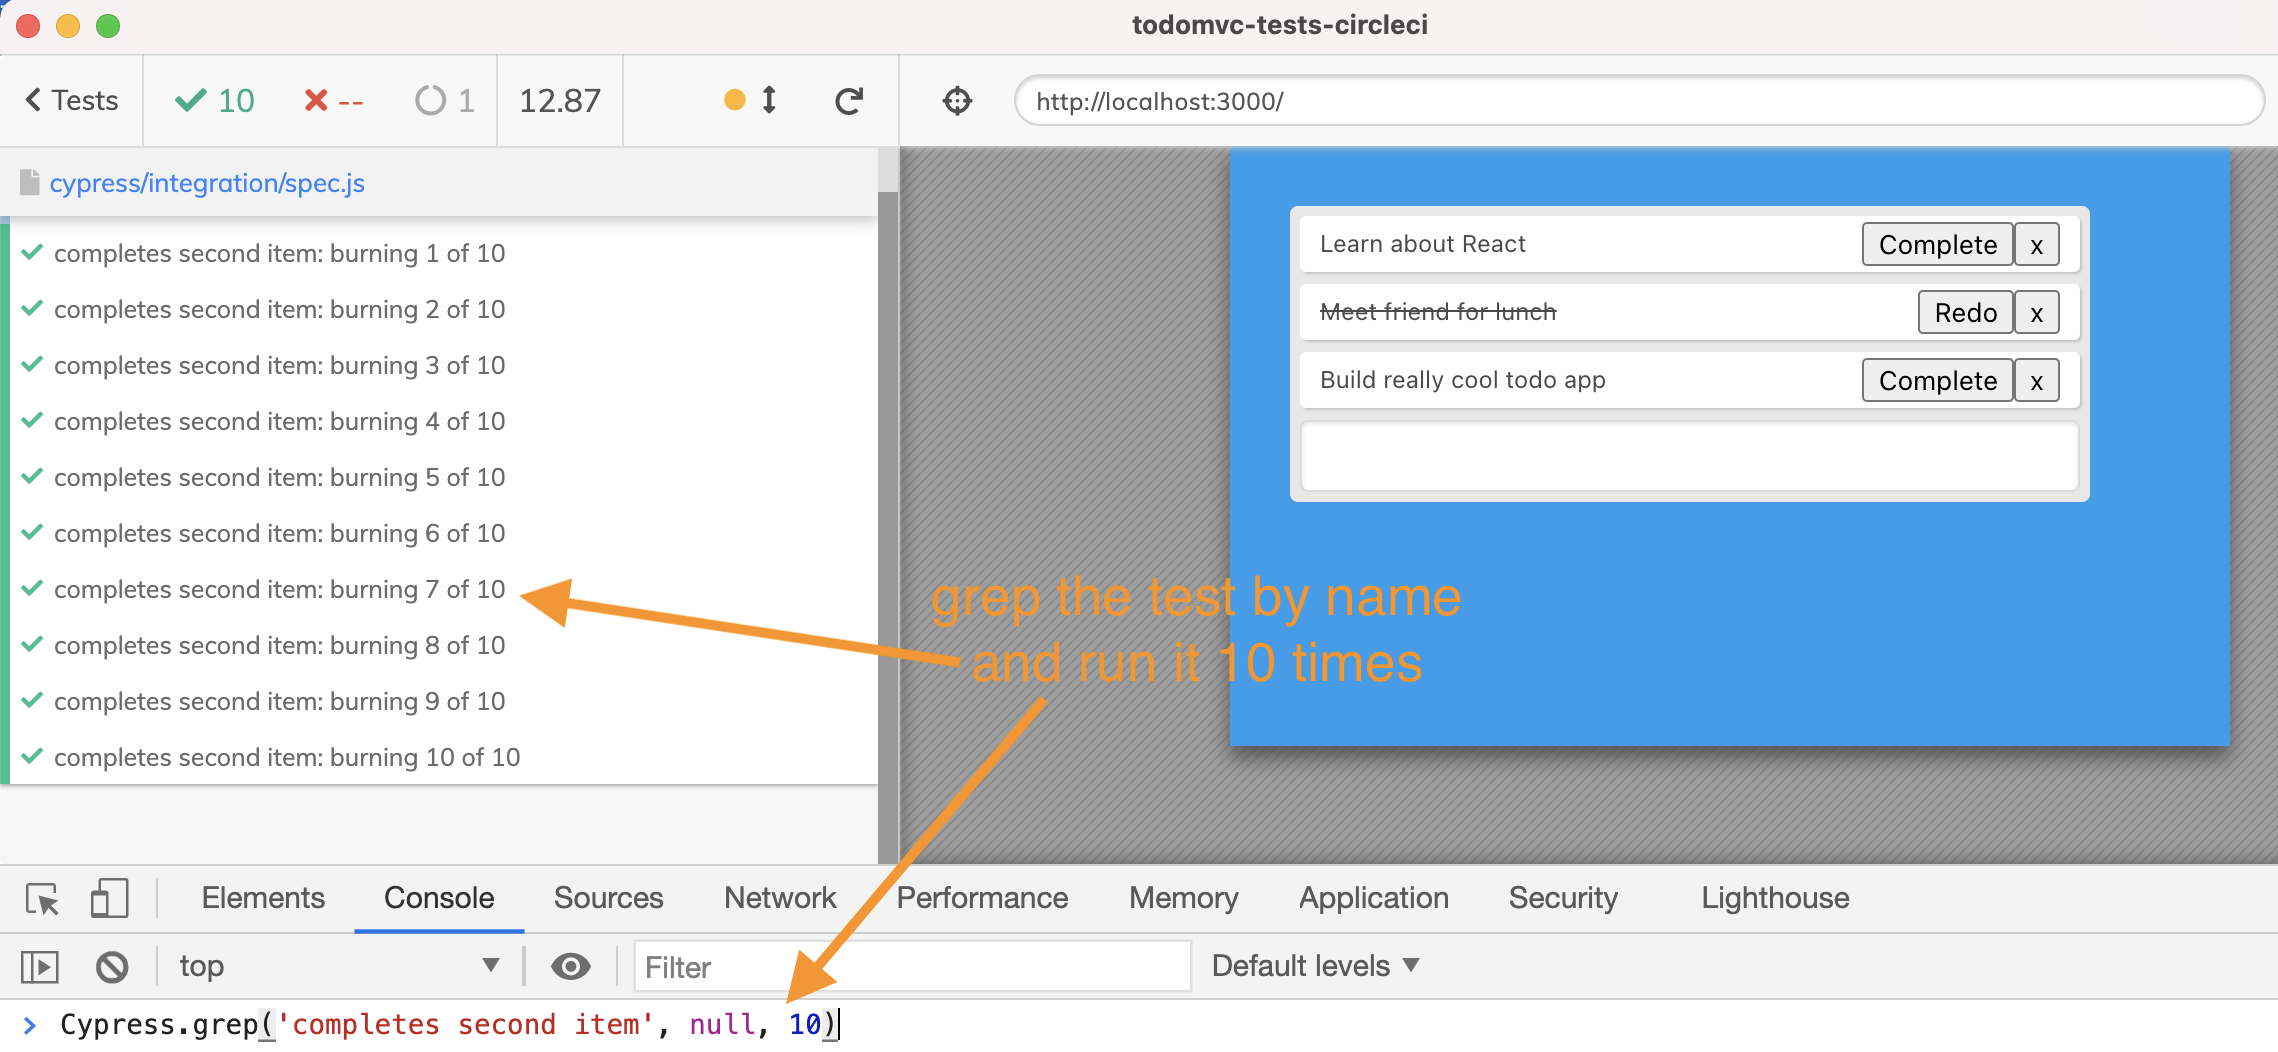 todomvc-tests-circleci
Tests 10 -- 1 12.87 http://localhost:3000/
cypress/integration/spec.js
completes second item: burning 1 of 10
completes second item: burning 2 of 10
completes second item: burning 3 of 10
completes second item: burning 4 of 10
completes second item: burning 5 of 10
completes second item: burning 6 of 10
completes second item: burning 7 of 10
completes second item: burning 8 of 10
completes second item: burning 9 of 10
completes second item: burning 10 of 10
Learn about React Complete x
Meet friend for lunch Redo x
Build really cool todo app Complete x
grep the test by name
and run it 10 times
Elements Console Sources Network Performance Memory Application Security Lighthouse
top Filter Default levels
> Cypress.grep('completes second item', null, 10)